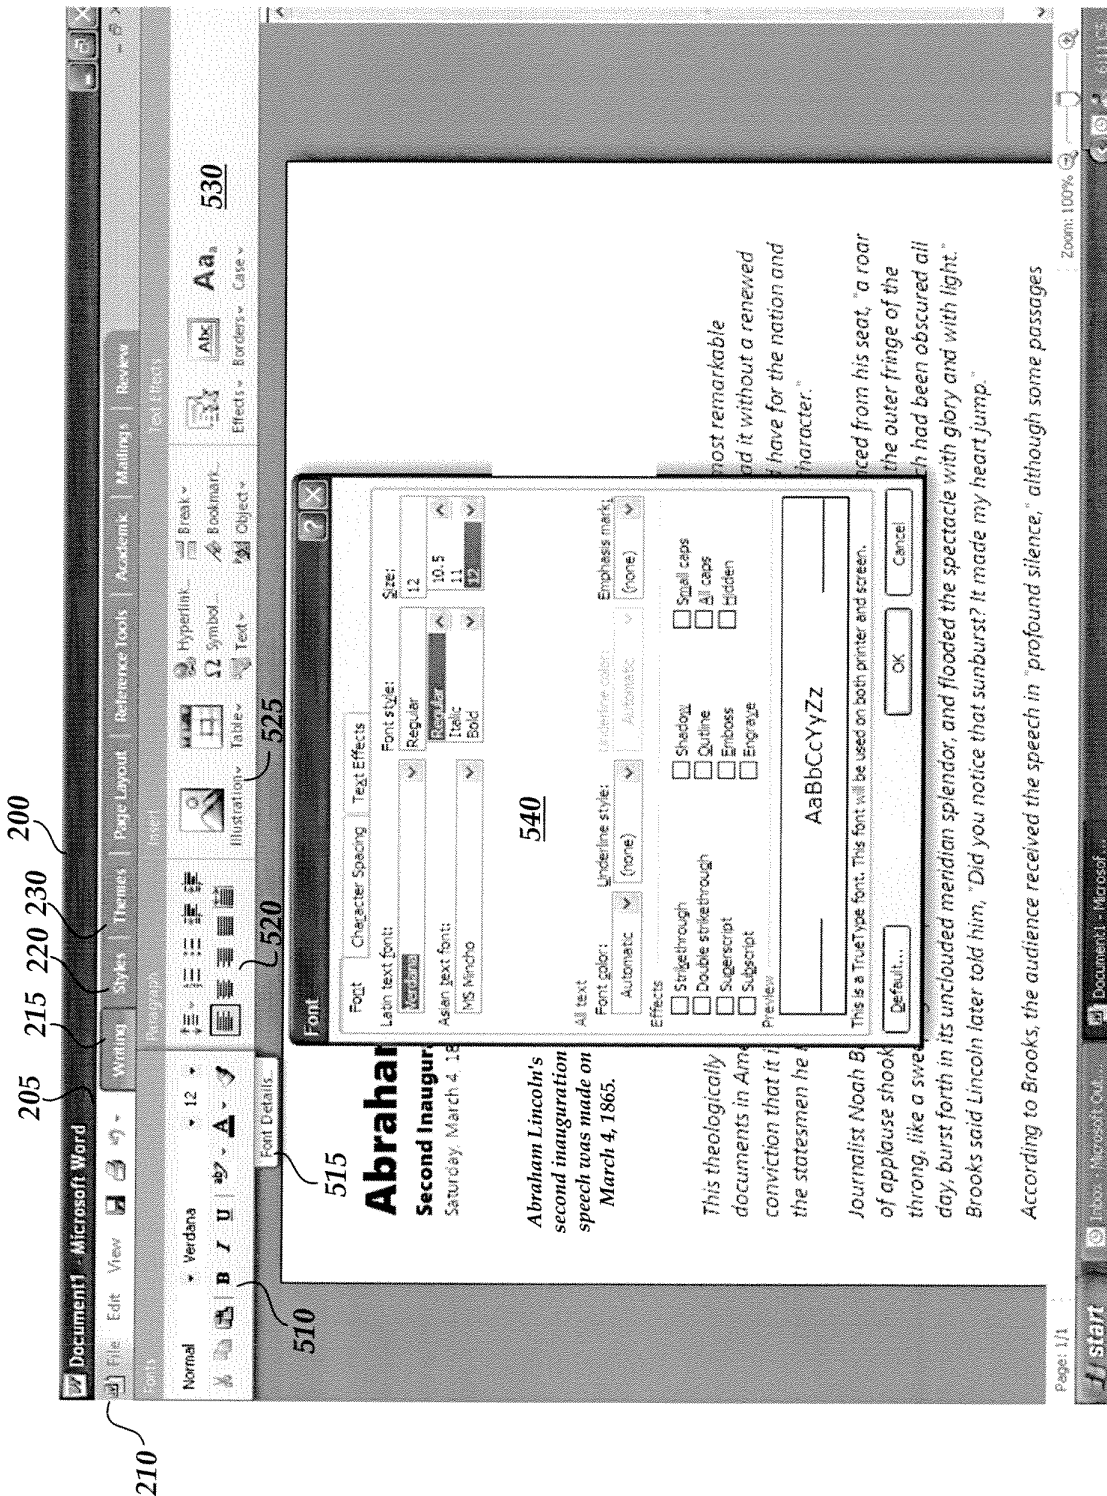 200
205
215
220
230
210
Document1 - Microsoft Word
File Edit View
Writing Styles Themes Page Layout Reference Tools Academic Mailings Review
Fonts Paragraph Insert Text Effects
Normal Verdana 12
B I U ab A
Illustration Table
Hyperlink... Break
Ω Symbol... Bookmark...
Text Object
Abc Aaa
Effects Borders Case
530
510
520
525
Font Details...
515
Abraham
Second Inaugur
Saturday, March 4, 18
Abraham Lincoln's
second inauguration
speech was made on
March 4, 1865.
Font
? X
Font Character Spacing Text Effects
Latin text font: Font style: Size:
Verdana Regular 12
Regular 10.5
Asian text font: Italic 11
MS Mincho Bold 12
540
All text
Font color: Underline style: Underline color: Emphasis mark:
Automatic (none) Automatic (none)
Effects
Strikethrough Shadow Small caps
Double strikethrough Outline All caps
Superscript Emboss Hidden
Subscript Engrave
Preview
AaBbCcYyZz
This is a TrueType font. This font will be used on both printer and screen.
Default... OK Cancel
This theologically most remarkable
documents in Ame ad it without a renewed
conviction that it i d have for the nation and
the statesmen he haracter."
Journalist Noah B nced from his seat, "a roar
of applause shook the outer fringe of the
throng, like a swee ch had been obscured all
day, burst forth in its unclouded meridian splendor, and flooded the spectacle with glory and with light."
Brooks said Lincoln later told him, "Did you notice that sunburst? It made my heart jump."
According to Brooks, the audience received the speech in "profound silence," although some passages
Page: 1/1 Zoom: 100%
start Inbox - Microsoft Out... Document1 - Microsof...